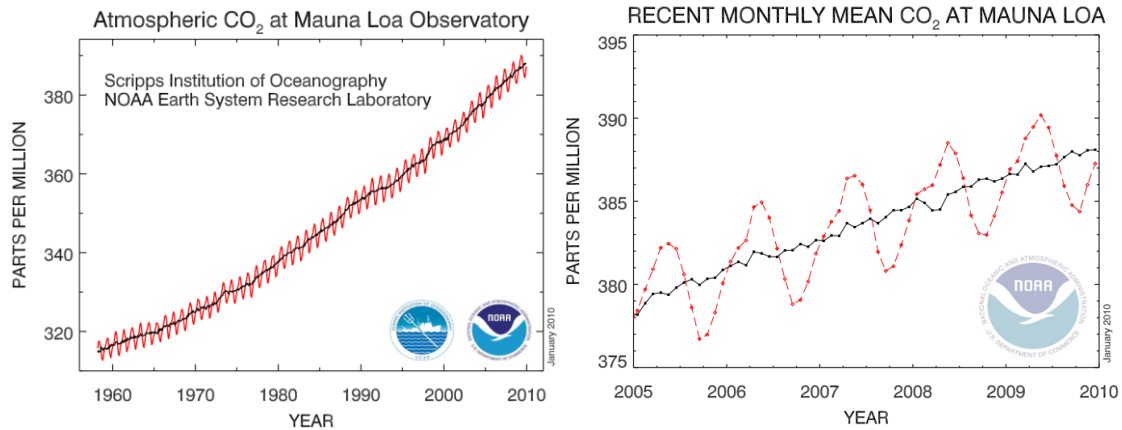 Atmospheric CO₂ at Mauna Loa Observatory
Scripps Institution of Oceanography
NOAA Earth System Research Laboratory
PARTS PER MILLION
380
360
340
320
1960 1970 1980 1990 2000 2010
YEAR
NOAA
January 2010
RECENT MONTHLY MEAN CO₂ AT MAUNA LOA
PARTS PER MILLION
395
390
385
380
375
2005 2006 2007 2008 2009 2010
YEAR
NATIONAL OCEANIC AND ATMOSPHERIC ADMINISTRATION
NOAA
U.S. DEPARTMENT OF COMMERCE
January 2010